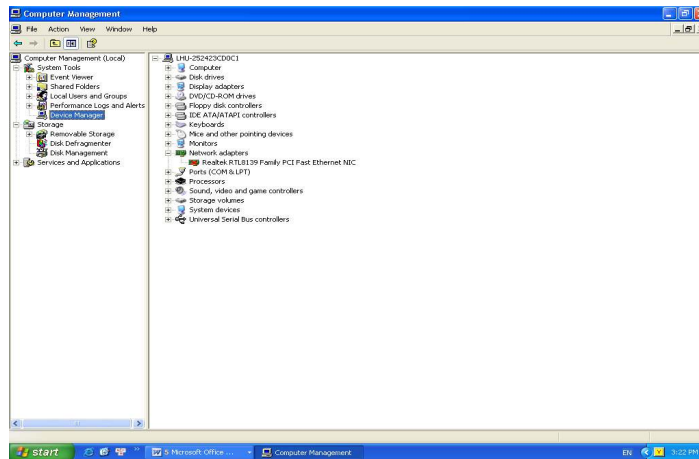 Computer Management
File Action View Window Help
Computer Management (Local)
System Tools
Event Viewer
Shared Folders
Local Users and Groups
Performance Logs and Alerts
Device Manager
Storage
Removable Storage
Disk Defragmenter
Disk Management
Services and Applications
LHU-252423CD0C1
Computer
Disk drives
Display adapters
DVD/CD-ROM drives
Floppy disk controllers
IDE ATA/ATAPI controllers
Keyboards
Mice and other pointing devices
Monitors
Network adapters
Realtek RTL8139 Family PCI Fast Ethernet NIC
Ports (COM & LPT)
Processors
Sound, video and game controllers
Storage volumes
System devices
Universal Serial Bus controllers
start
5 Microsoft Office ...
Computer Management
EN
3:22 PM